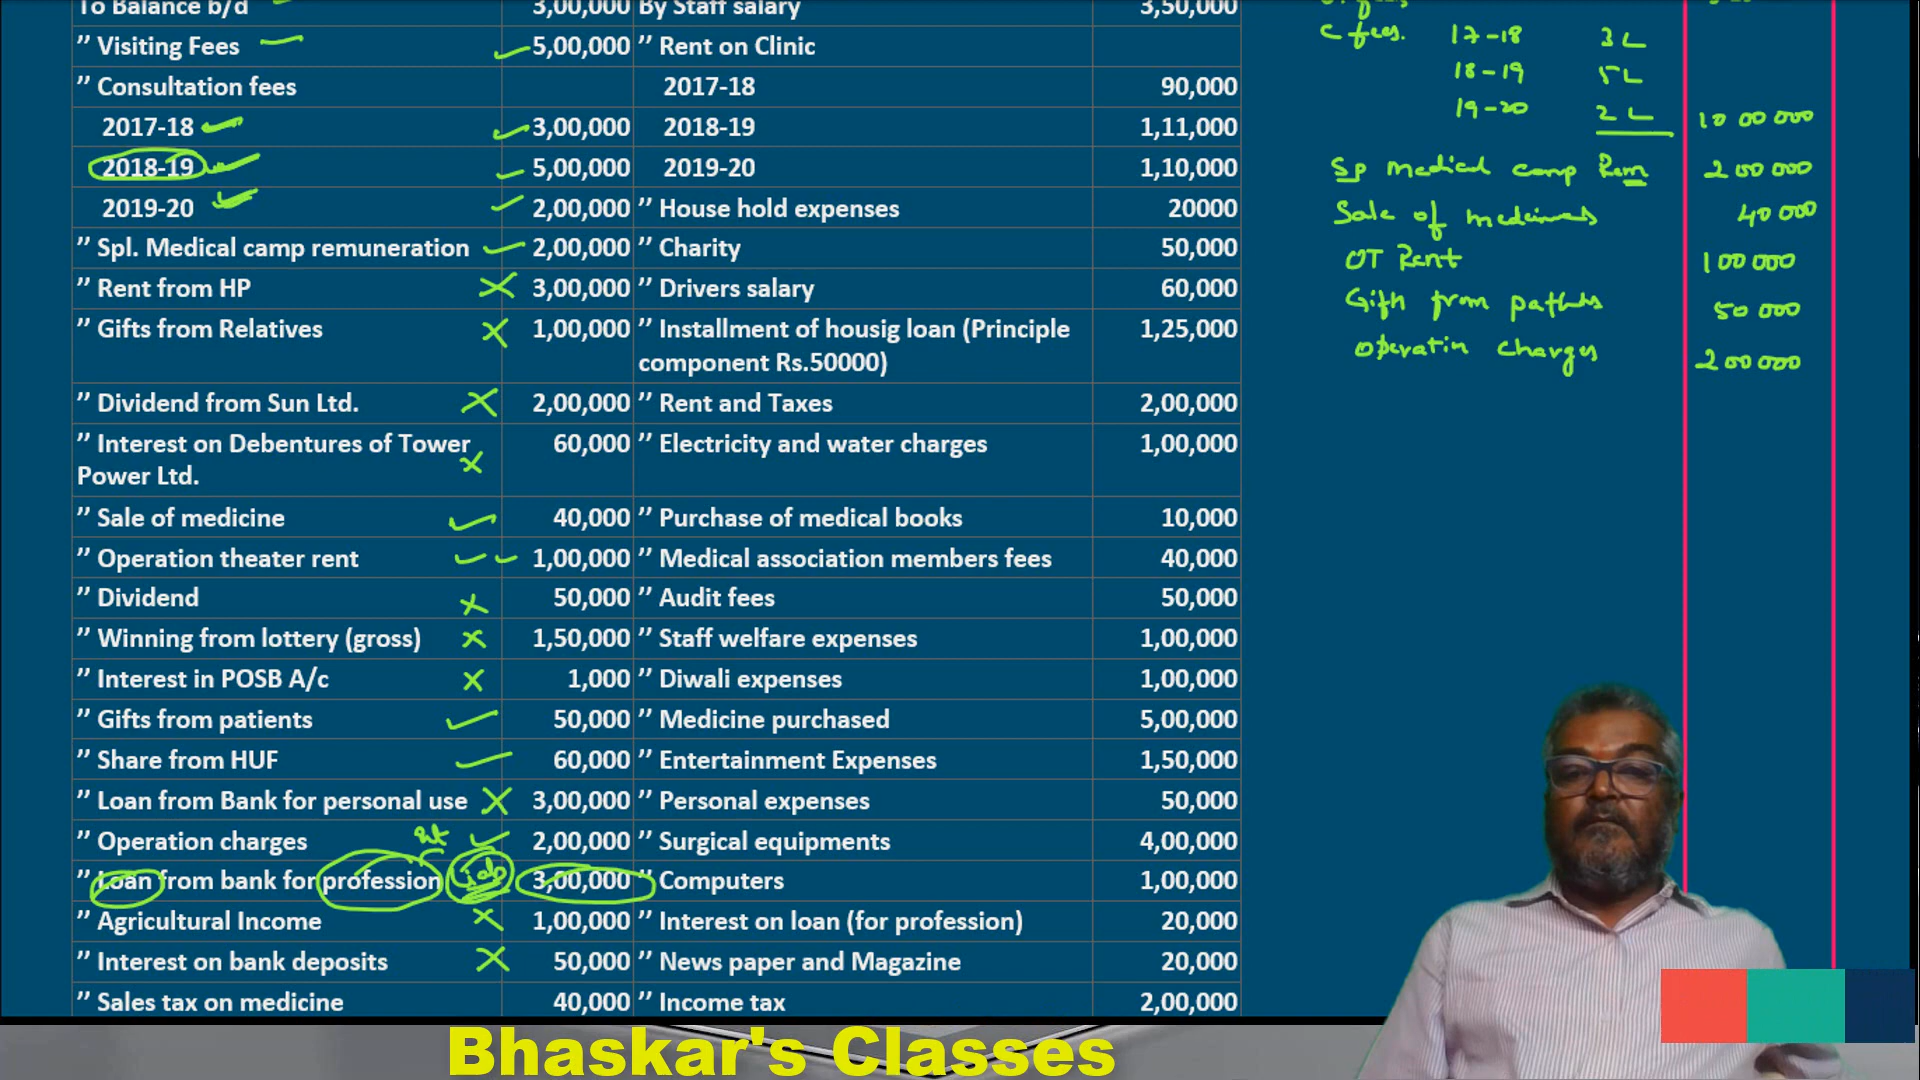 To Balance b/d 3,00,000 By Staff salary 3,50,000
” Visiting Fees 5,00,000 ” Rent on Clinic
” Consultation fees 2017-18 90,000
2017-18 3,00,000 2018-19 1,11,000
2018-19 5,00,000 2019-20 1,10,000
2019-20 2,00,000 ” House hold expenses 20000
” Spl. Medical camp remuneration 2,00,000 ” Charity 50,000
” Rent from HP 3,00,000 ” Drivers salary 60,000
” Gifts from Relatives 1,00,000 ” Installment of housig loan (Principle 1,25,000
component Rs.50000)
” Dividend from Sun Ltd. 2,00,000 ” Rent and Taxes 2,00,000
” Interest on Debentures of Tower 60,000 ” Electricity and water charges 1,00,000
Power Ltd.
” Sale of medicine 40,000 ” Purchase of medical books 10,000
” Operation theater rent 1,00,000 ” Medical association members fees 40,000
” Dividend 50,000 ” Audit fees 50,000
” Winning from lottery (gross) 1,50,000 ” Staff welfare expenses 1,00,000
” Interest in POSB A/c 1,000 ” Diwali expenses 1,00,000
” Gifts from patients 50,000 ” Medicine purchased 5,00,000
” Share from HUF 60,000 ” Entertainment Expenses 1,50,000
” Loan from Bank for personal use 3,00,000 ” Personal expenses 50,000
” Operation charges 2,00,000 ” Surgical equipments 4,00,000
” Loan from bank for profession 3,00,000 ” Computers 1,00,000
” Agricultural Income 1,00,000 ” Interest on loan (for profession) 20,000
” Interest on bank deposits 50,000 ” News paper and Magazine 20,000
” Sales tax on medicine 40,000 ” Income tax 2,00,000
C fees. 17-18 3L
18-19 5L
19-20 2L 10 00 000
Sp medical camp Rem 2 00 000
Sale of 40 000
OT Rent 1 00 000
from 50 000
charges 2 00 000
Bhaskar's Classes